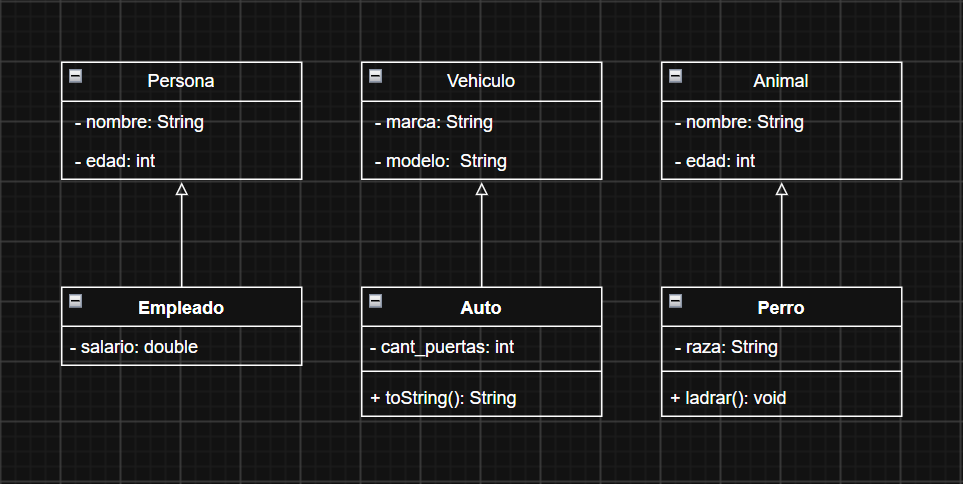 Persona
- nombre: String
- edad: int
Vehiculo
- marca: String
- modelo:  String
Animal
- nombre: String
- edad: int
Empleado
- salario: double
Auto
- cant_puertas: int
+ toString(): String
Perro
- raza: String
+ ladrar(): void